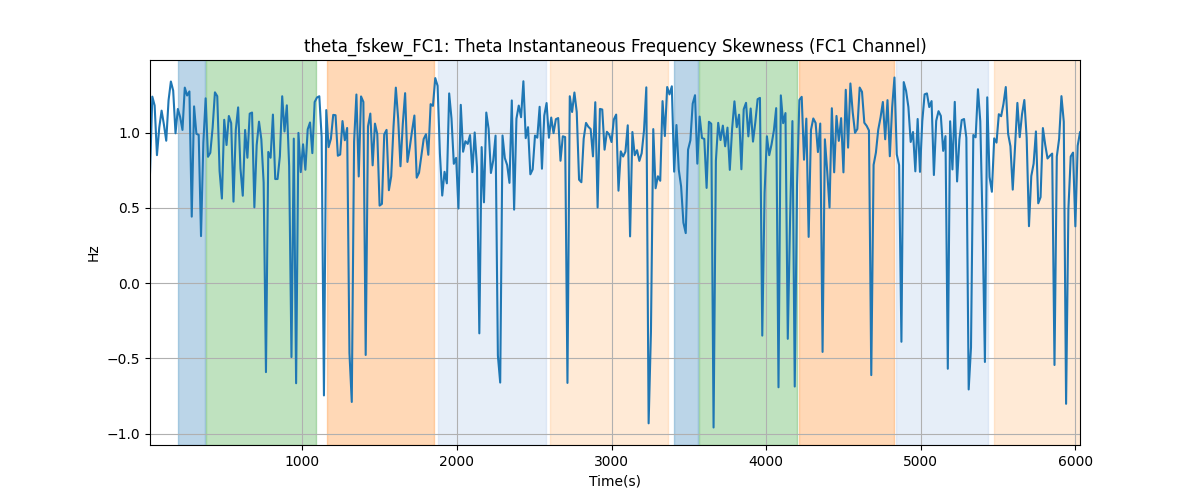 theta_fskew_FC1: Theta Instantaneous Frequency Skewness (FC1 Channel)
1.0
0.5
0.0
−0.5
−1.0
Hz
1000 2000 3000 4000 5000 6000
Time(s)